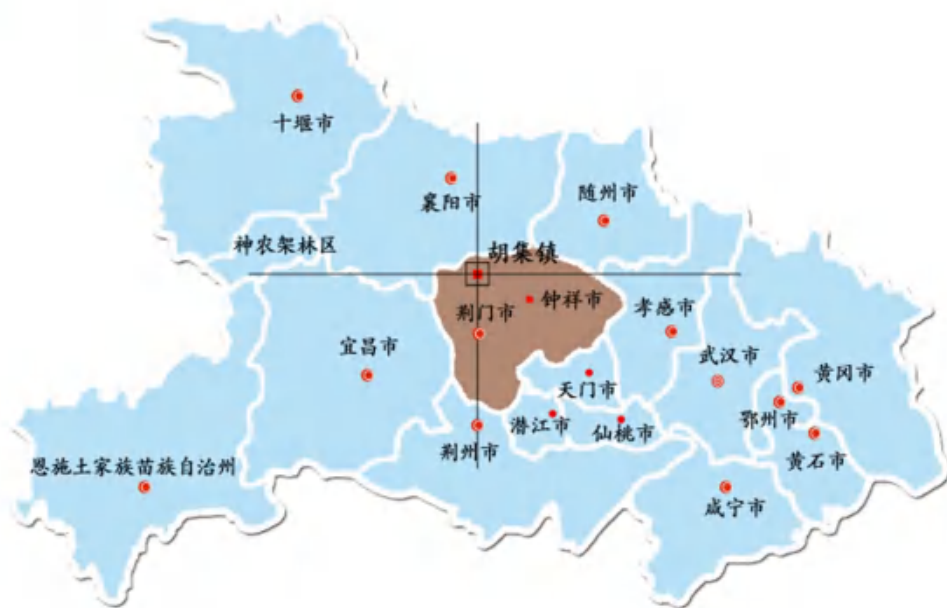 十堰市
襄阳市
随州市
神农架林区
胡集镇
钟祥市
荆门市
孝感市
宜昌市
武汉市
黄冈市
天门市
鄂州市
潜江市
仙桃市
荆州市
黄石市
恩施土家族苗族自治州
咸宁市